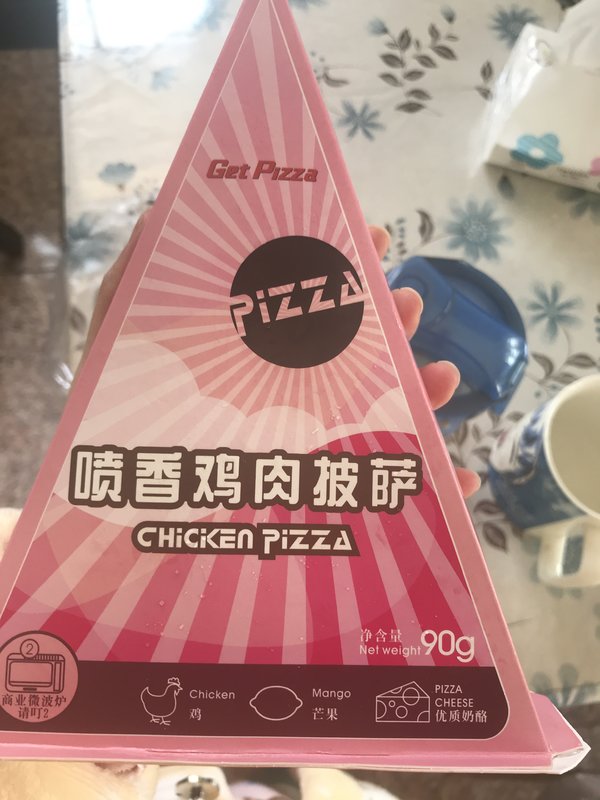 Get Pizza
PiZZA
喷香鸡肉披萨
CHiCKEN PiZZA
净含量
Net weight 90g
2
商业微波炉
请叮2
Chicken
鸡
Mango
芒果
PIZZA
CHEESE
优质奶酪